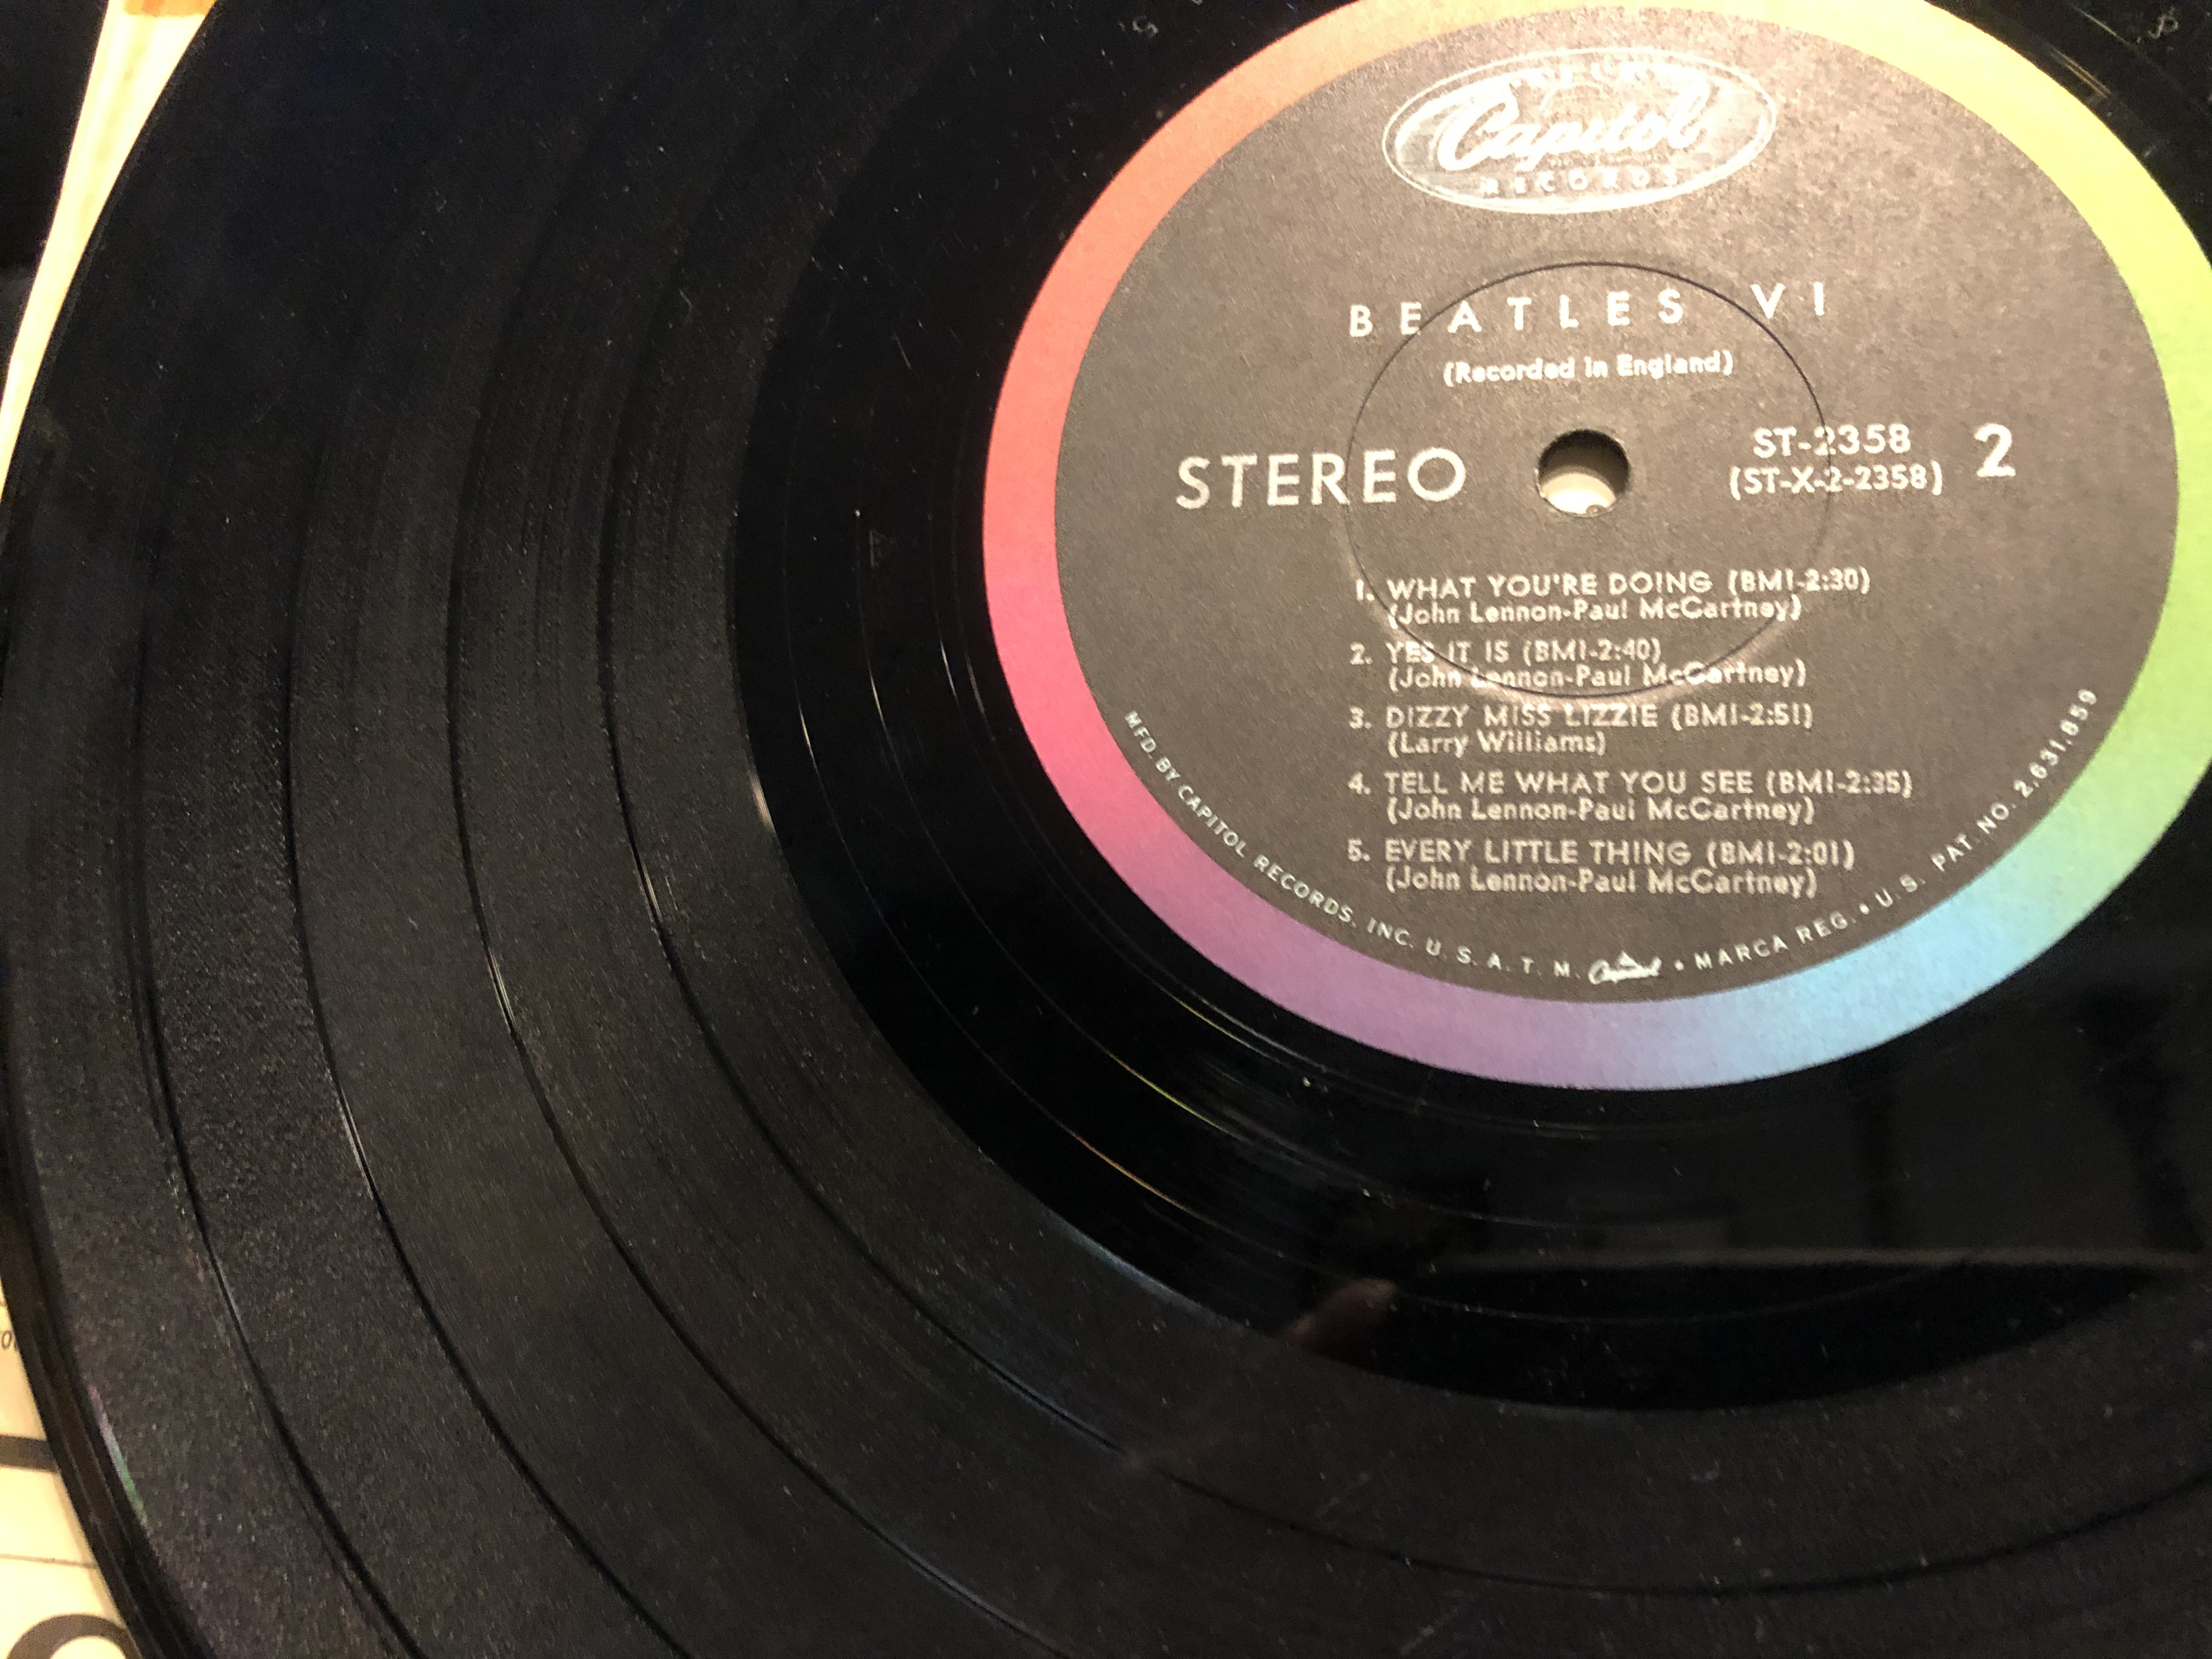 Capitol
RECORDS
BEATLES VI
(Recorded in England)
STEREO
ST-2358
(ST-X-2-2358)
2
1. WHAT YOU'RE DOING (BMI-2:30)
(John Lennon-Paul McCartney)
2. YES IT IS (BMI-2:40)
(John Lennon-Paul McCartney)
3. DIZZY MISS LIZZIE (BMI-2:51)
(Larry Williams)
4. TELL ME WHAT YOU SEE (BMI-2:35)
(John Lennon-Paul McCartney)
5. EVERY LITTLE THING (BMI-2:01)
(John Lennon-Paul McCartney)
MFD. BY CAPITOL RECORDS, INC. U.S.A. T.M. Capitol • MARCA REG. • U.S. PAT. NO. 2,631,859